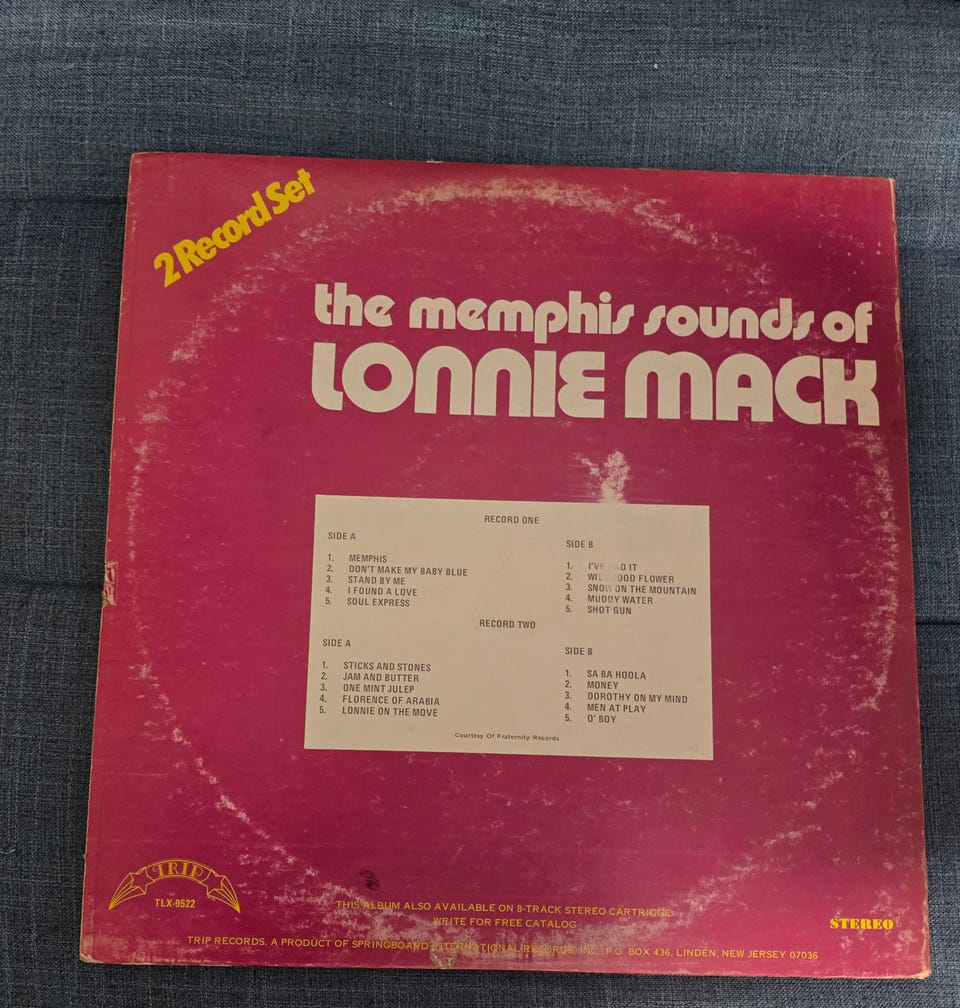 2 Record Set
the memphis sounds of
LONNIE MACK
RECORD ONE
SIDE A
1. MEMPHIS
2. DON'T MAKE MY BABY BLUE
3. STAND BY ME
4. I FOUND A LOVE
5. SOUL EXPRESS
SIDE B
1. I'VE HAD IT
2. WILDWOOD FLOWER
3. SNOW ON THE MOUNTAIN
4. MUDDY WATER
5. SHOT GUN
RECORD TWO
SIDE A
1. STICKS AND STONES
2. JAM AND BUTTER
3. ONE MINT JULEP
4. FLORENCE OF ARABIA
5. LONNIE ON THE MOVE
SIDE B
1. SA BA HOOLA
2. MONEY
3. DOROTHY ON MY MIND
4. MEN AT PLAY
5. O' BOY
Courtesy Of Fraternity Records
TRIP
TLX-9522
THIS ALBUM ALSO AVAILABLE ON 8-TRACK STEREO CARTRIDGE
WRITE FOR FREE CATALOG
STEREO
TRIP RECORDS, A PRODUCT OF SPRINGBOARD INTERNATIONAL RECORDS, INC., P.O. BOX 436, LINDEN, NEW JERSEY 07036